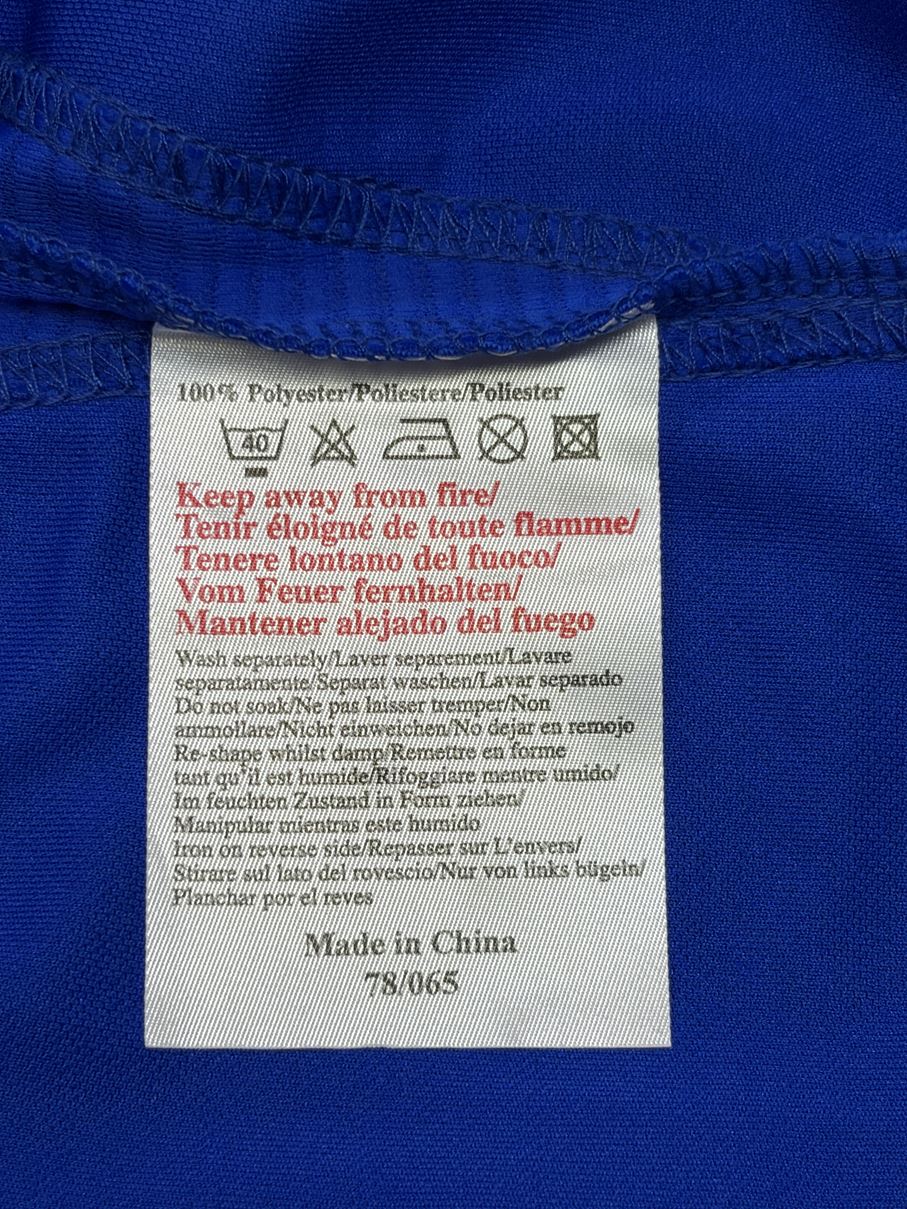 100% Polyester/Poliestere/Poliester
40
Keep away from fire/
Tenir éloigné de toute flamme/
Tenere lontano del fuoco/
Vom Feuer fernhalten/
Mantener alejado del fuego
Wash separately/Laver separement/Lavare
separatamente/Separat waschen/Lavar separado
Do not soak/Ne pas laisser tremper/Non
ammollare/Nicht einweichen/No dejar en remojo
Re-shape whilst damp/Remettre en forme
tant qu'il est humide/Rifoggiare mentre umido/
Im feuchten Zustand in Form ziehen/
Manipular mientras este humido
Iron on reverse side/Repasser sur L'envers/
Stirare sul lato del rovescio/Nur von links bügeln/
Planchar por el reves
Made in China
78/065